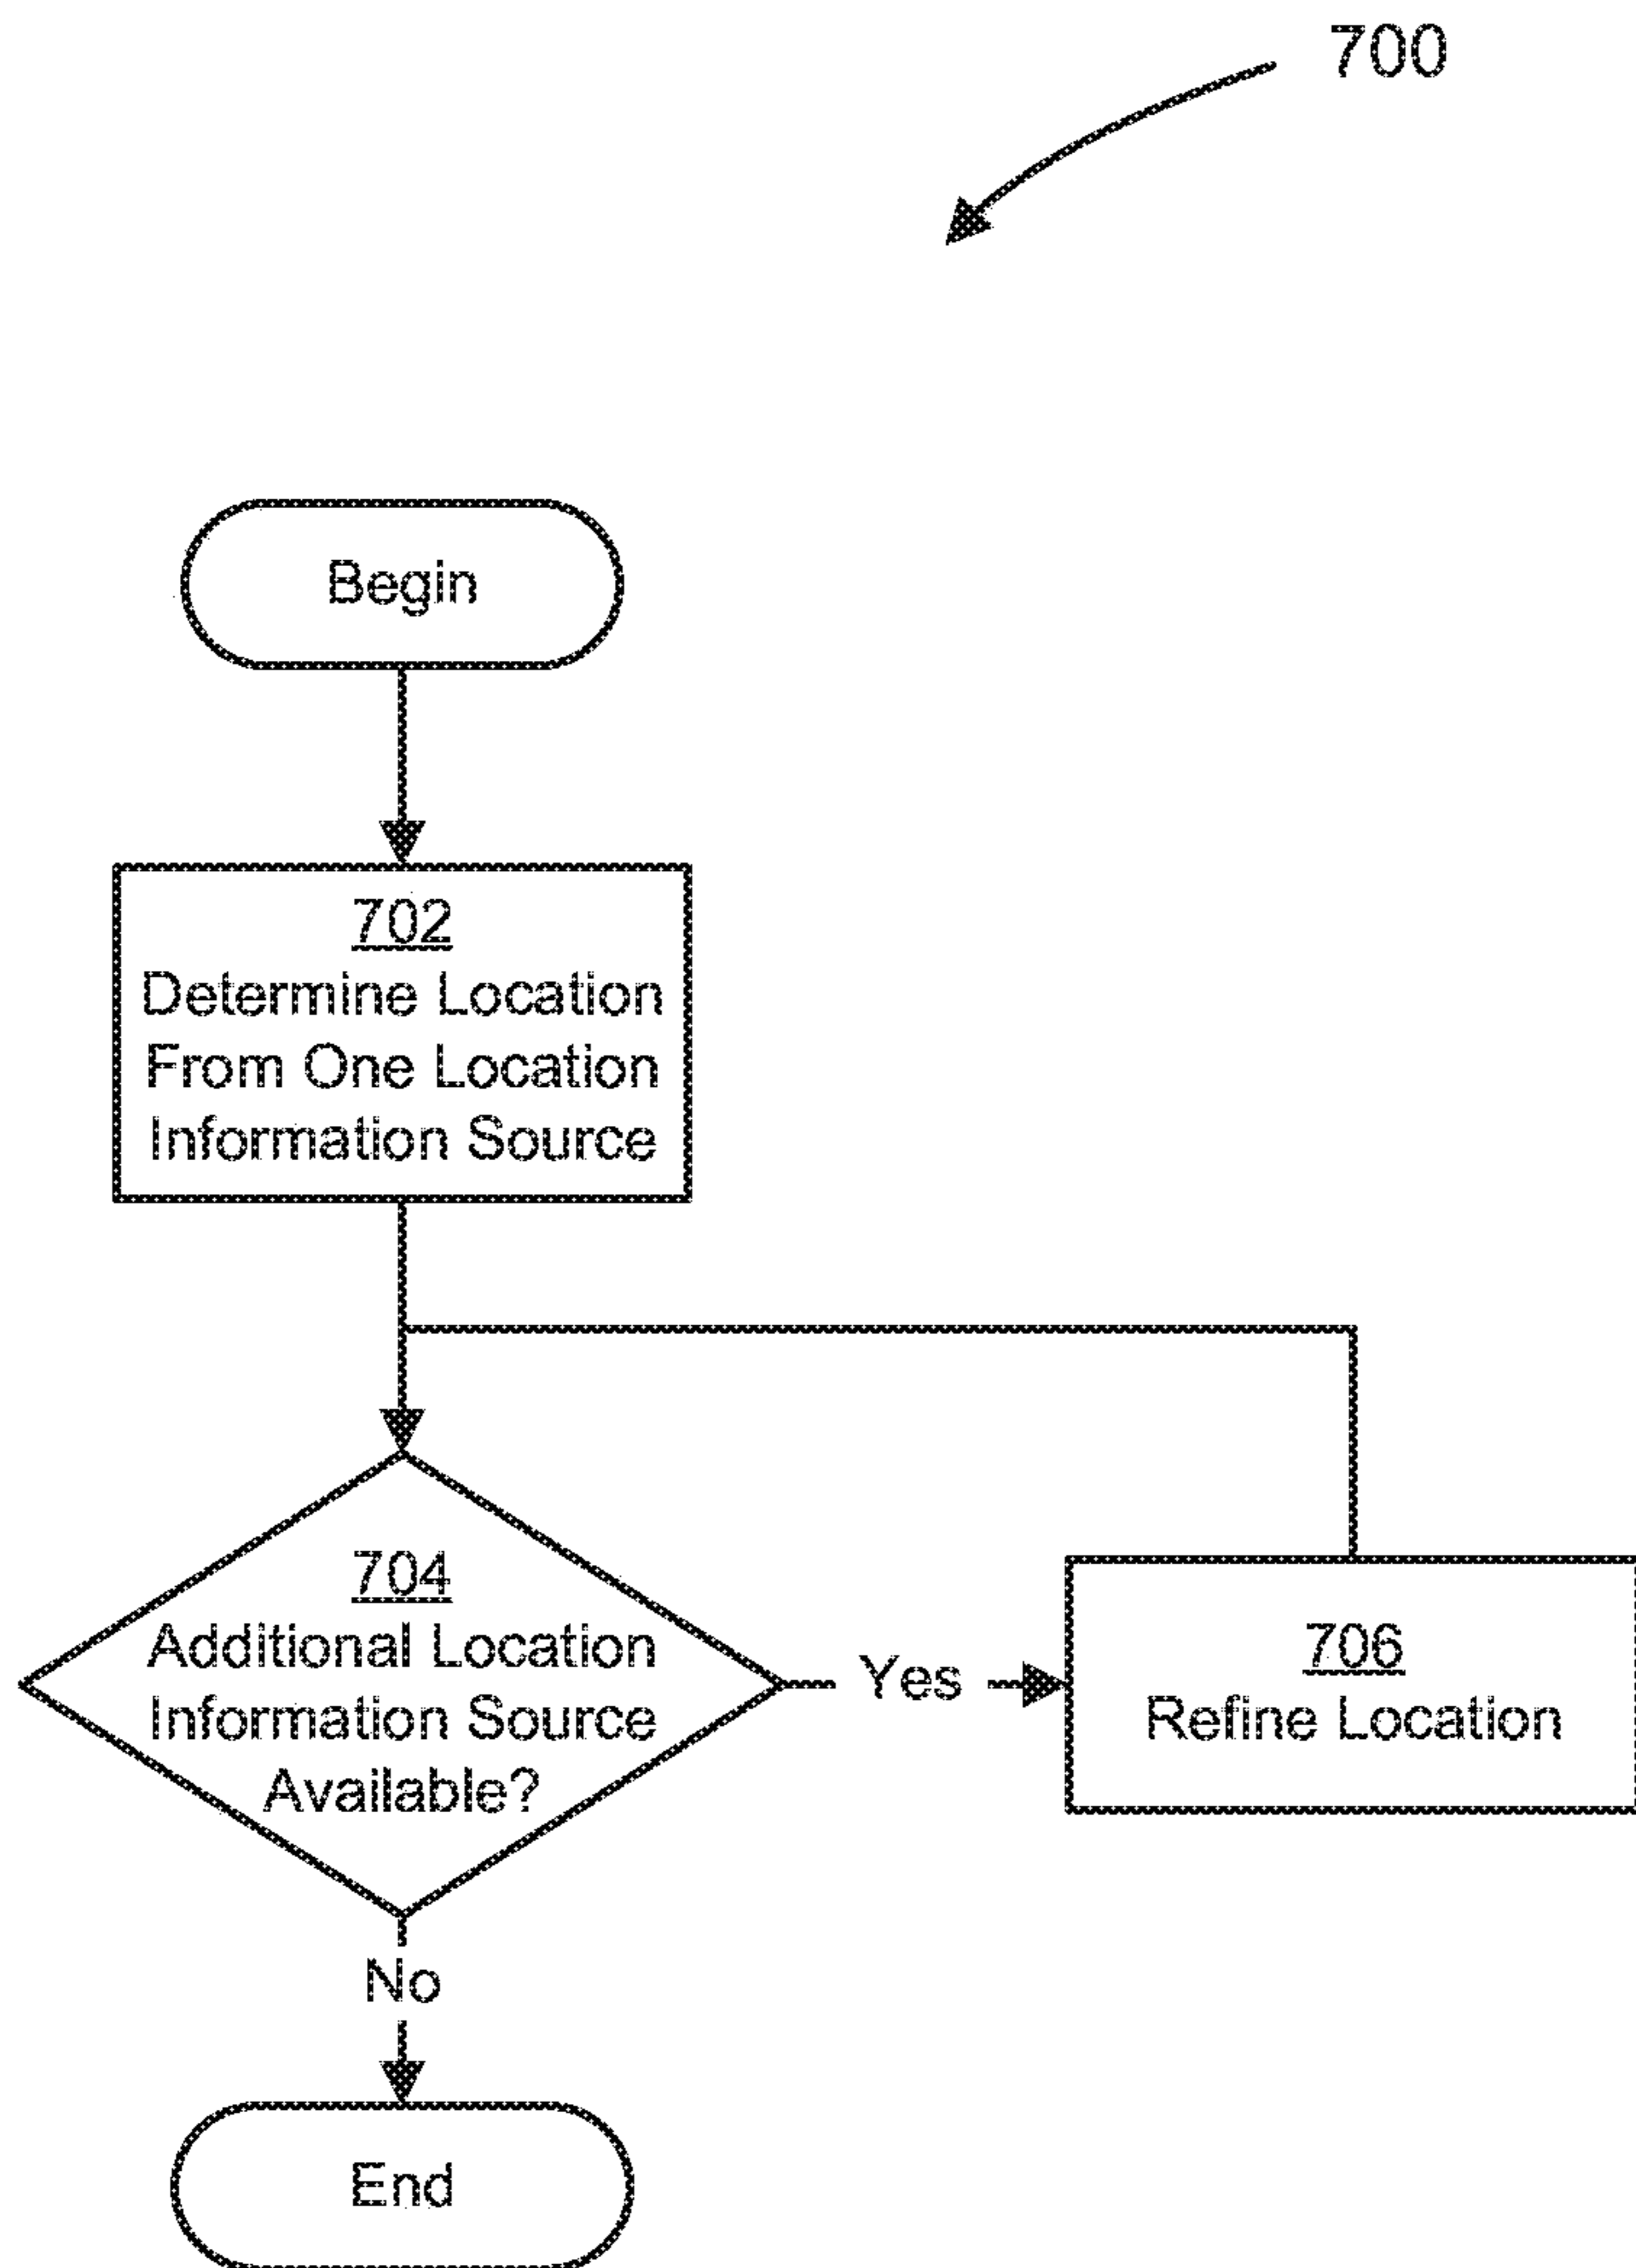 700
Begin
702
Determine Location
From One Location
Information Source
704
Additional Location
Information Source
Available?
Yes
706
Refine Location
No
End